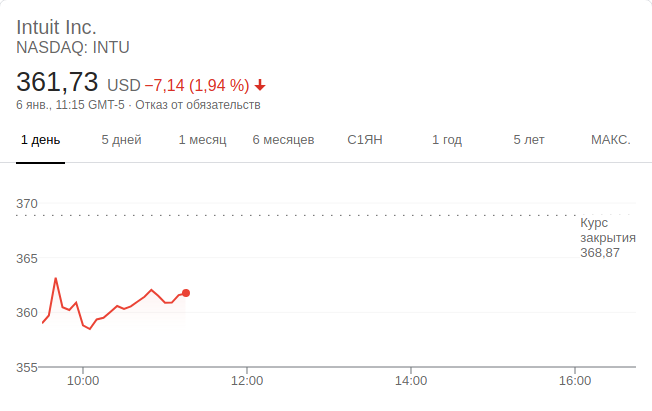 Intuit Inc.
NASDAQ: INTU
361,73 USD −7,14 (1,94 %)
6 янв., 11:15 GMT-5 · Отказ от обязательств
1 день 5 дней 1 месяц 6 месяцев С1ЯН 1 год 5 лет МАКС.
370
Курс
закрытия
368,87
365
360
355
10:00 12:00 14:00 16:00